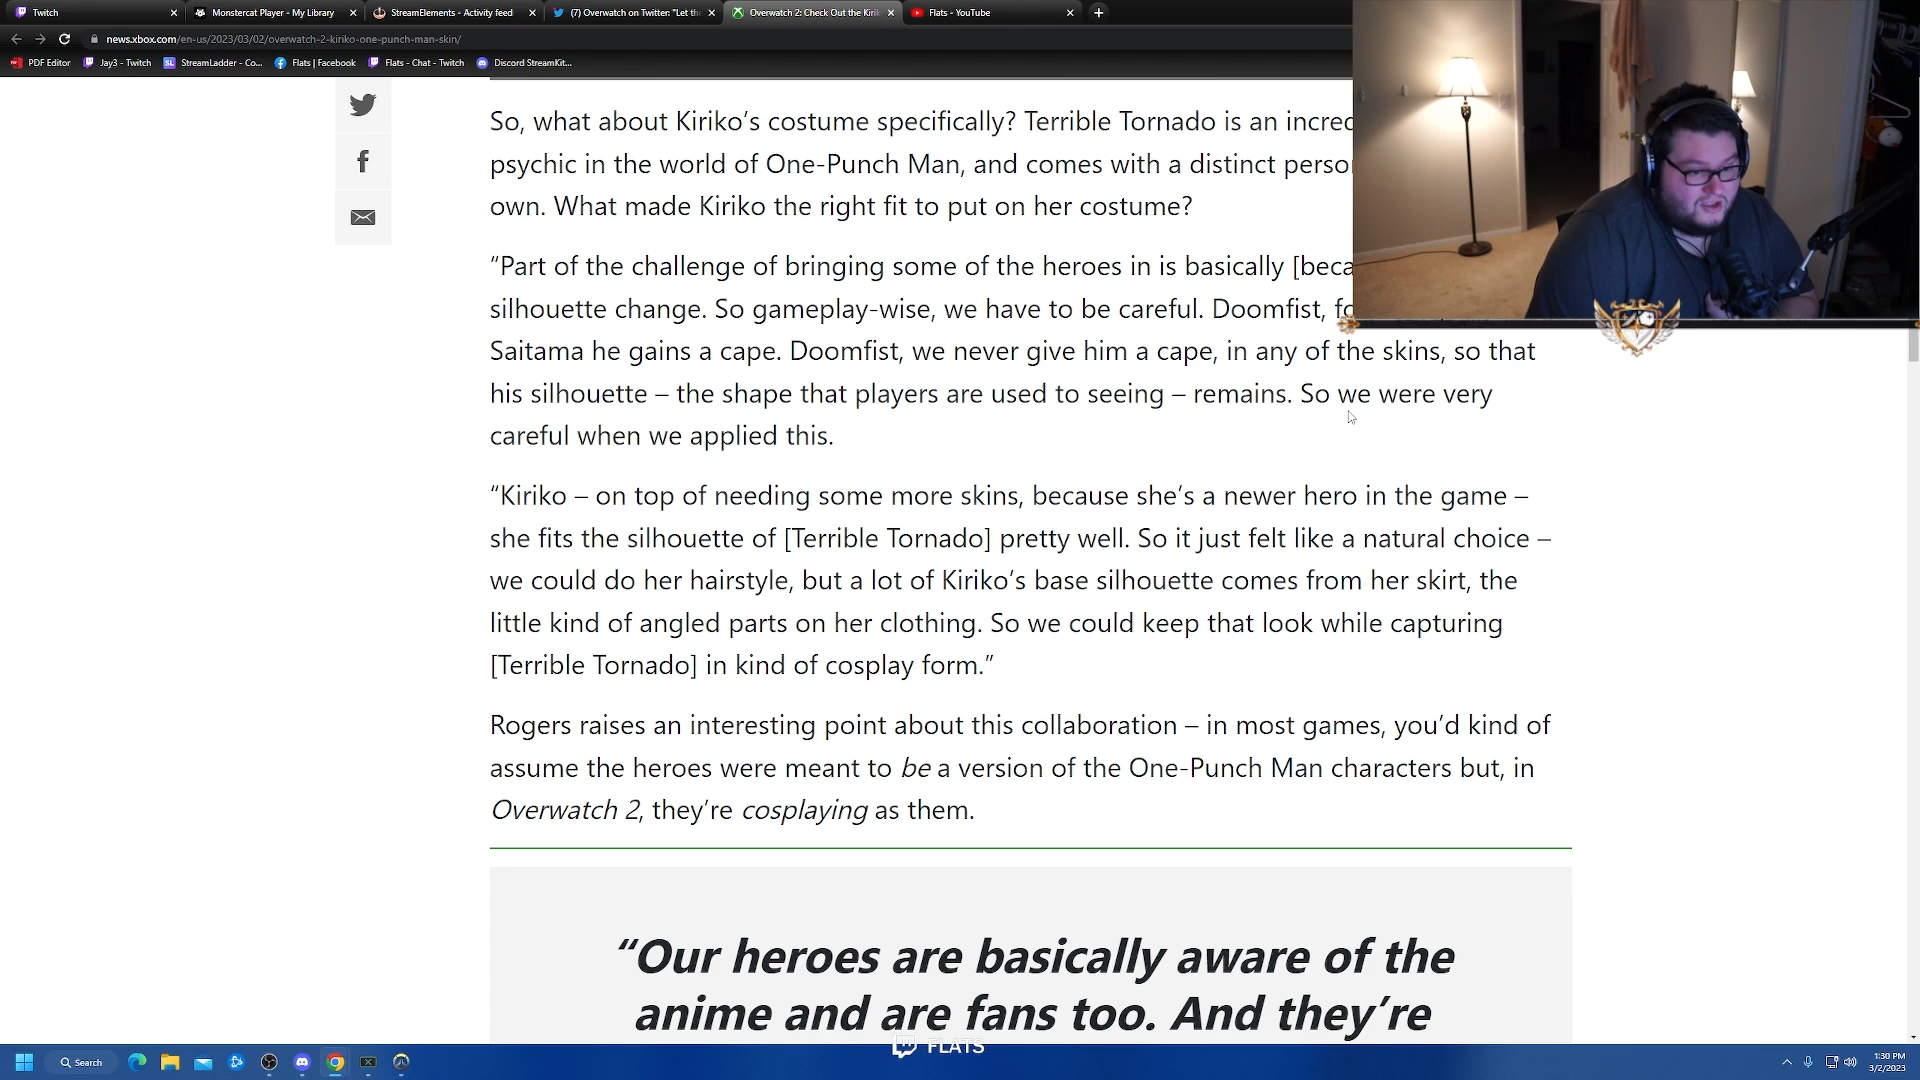 Twitch
Monstercat Player - My Library
StreamElements - Activity feed
(7) Overwatch on Twitter: "Let the
Overwatch 2: Check Out the Kirik
Flats - YouTube
news.xbox.com/en-us/2023/03/02/overwatch-2-kiriko-one-punch-man-skin/
PDF Editor
Jay3 - Twitch
StreamLadder - Co...
Flats | Facebook
Flats - Chat - Twitch
Discord StreamKit...
So, what about Kiriko’s costume specifically? Terrible Tornado is an incred
psychic in the world of One-Punch Man, and comes with a distinct perso
own. What made Kiriko the right fit to put on her costume?
“Part of the challenge of bringing some of the heroes in is basically [beca
silhouette change. So gameplay-wise, we have to be careful. Doomfist, fo
Saitama he gains a cape. Doomfist, we never give him a cape, in any of the skins, so that
his silhouette – the shape that players are used to seeing – remains. So we were very
careful when we applied this.
“Kiriko – on top of needing some more skins, because she’s a newer hero in the game –
she fits the silhouette of [Terrible Tornado] pretty well. So it just felt like a natural choice –
we could do her hairstyle, but a lot of Kiriko’s base silhouette comes from her skirt, the
little kind of angled parts on her clothing. So we could keep that look while capturing
[Terrible Tornado] in kind of cosplay form.”
Rogers raises an interesting point about this collaboration – in most games, you’d kind of
assume the heroes were meant to be a version of the One-Punch Man characters but, in
Overwatch 2, they’re cosplaying as them.
“Our heroes are basically aware of the
anime and are fans too. And they’re
FLATS
Search
1:30 PM
3/2/2023